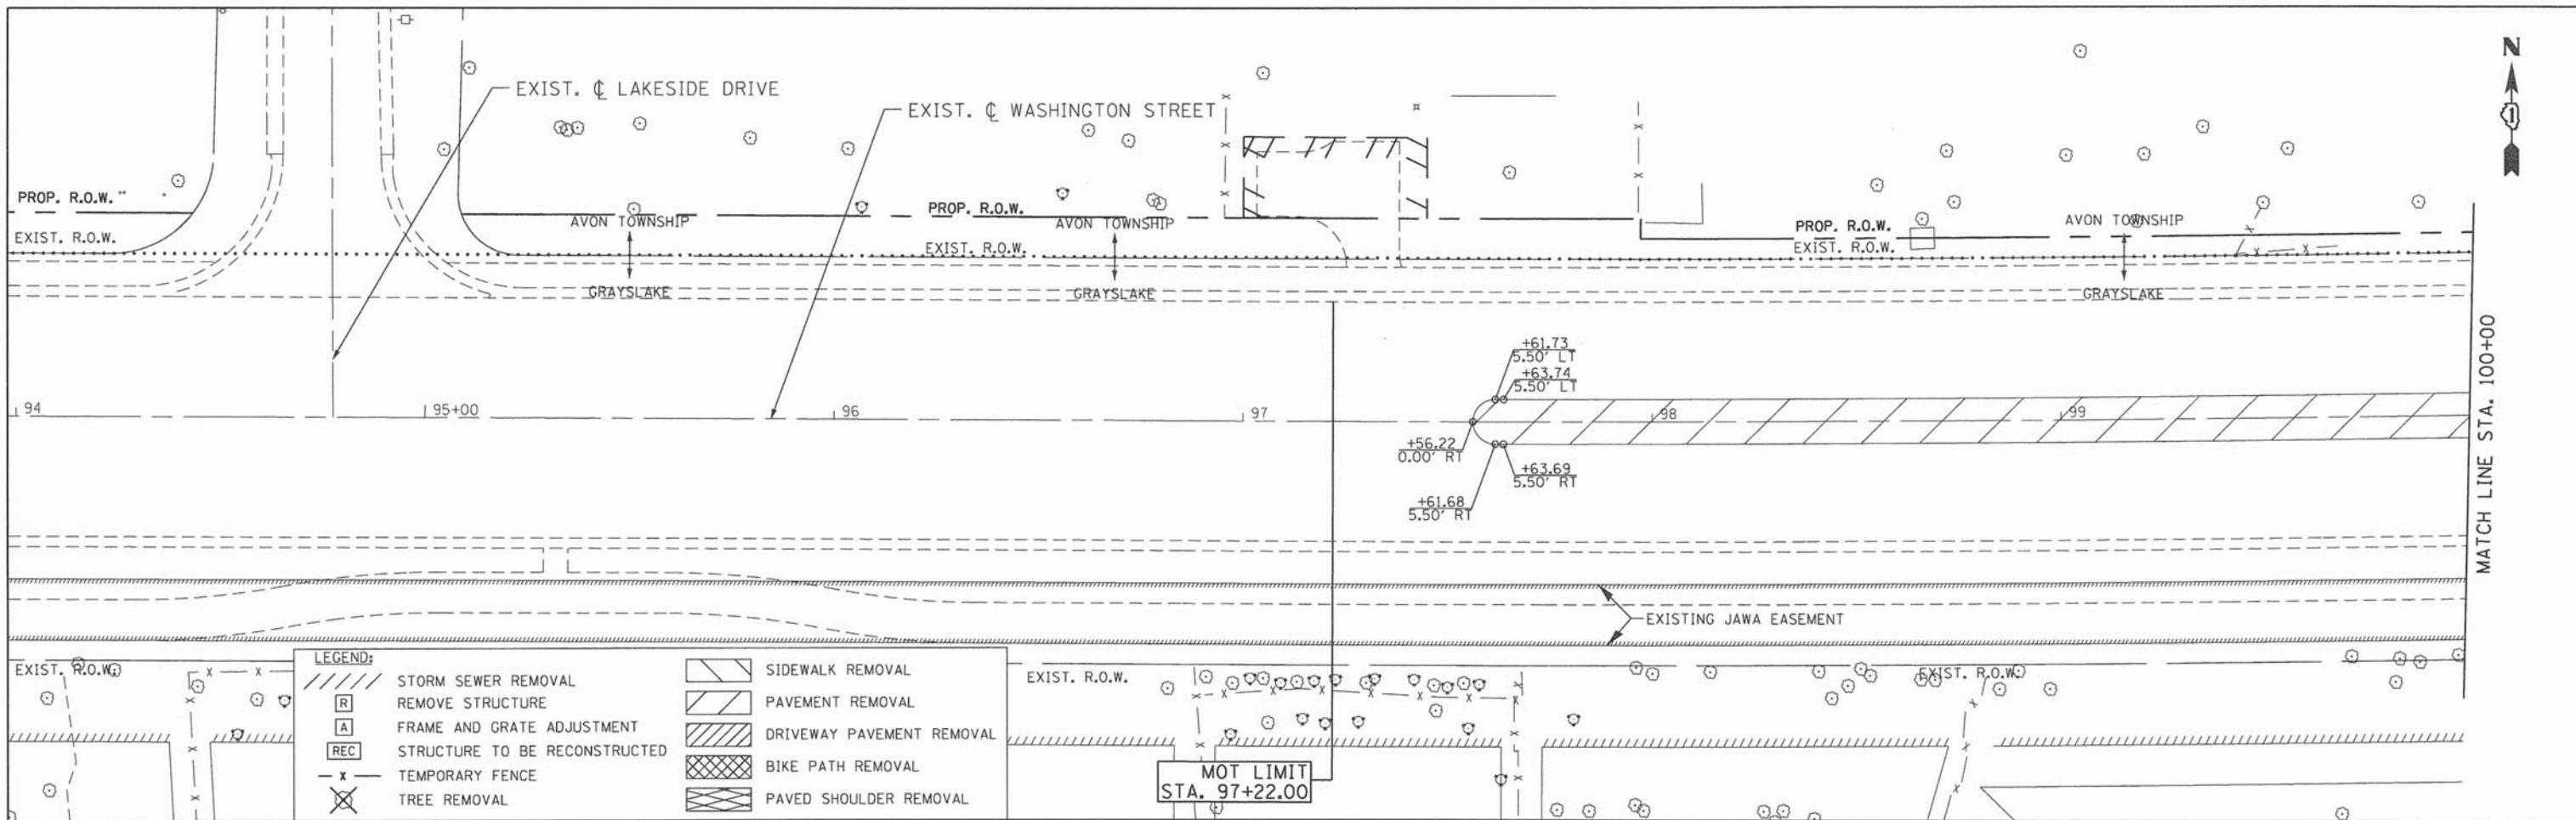 N
1
EXIST. ℄ LAKESIDE DRIVE
EXIST. ℄ WASHINGTON STREET
PROP. R.O.W.
EXIST. R.O.W.
AVON TOWNSHIP
GRAYSLAKE
PROP. R.O.W.
EXIST. R.O.W.
AVON TOWNSHIP
GRAYSLAKE
PROP. R.O.W.
EXIST. R.O.W.
AVON TOWNSHIP
GRAYSLAKE
+61.73
5.50' LT
+63.74
5.50' LT
94
95+00
96
97
98
99
+56.22
0.00' RT
+63.69
5.50' RT
+61.68
5.50' RT
MATCH LINE STA. 100+00
EXISTING JAWA EASEMENT
EXIST. R.O.W.
EXIST. R.O.W.
EXIST. R.O.W.
MOT LIMIT
STA. 97+22.00
LEGEND:
STORM SEWER REMOVAL
R REMOVE STRUCTURE
A FRAME AND GRATE ADJUSTMENT
REC STRUCTURE TO BE RECONSTRUCTED
x TEMPORARY FENCE
TREE REMOVAL
SIDEWALK REMOVAL
PAVEMENT REMOVAL
DRIVEWAY PAVEMENT REMOVAL
BIKE PATH REMOVAL
PAVED SHOULDER REMOVAL